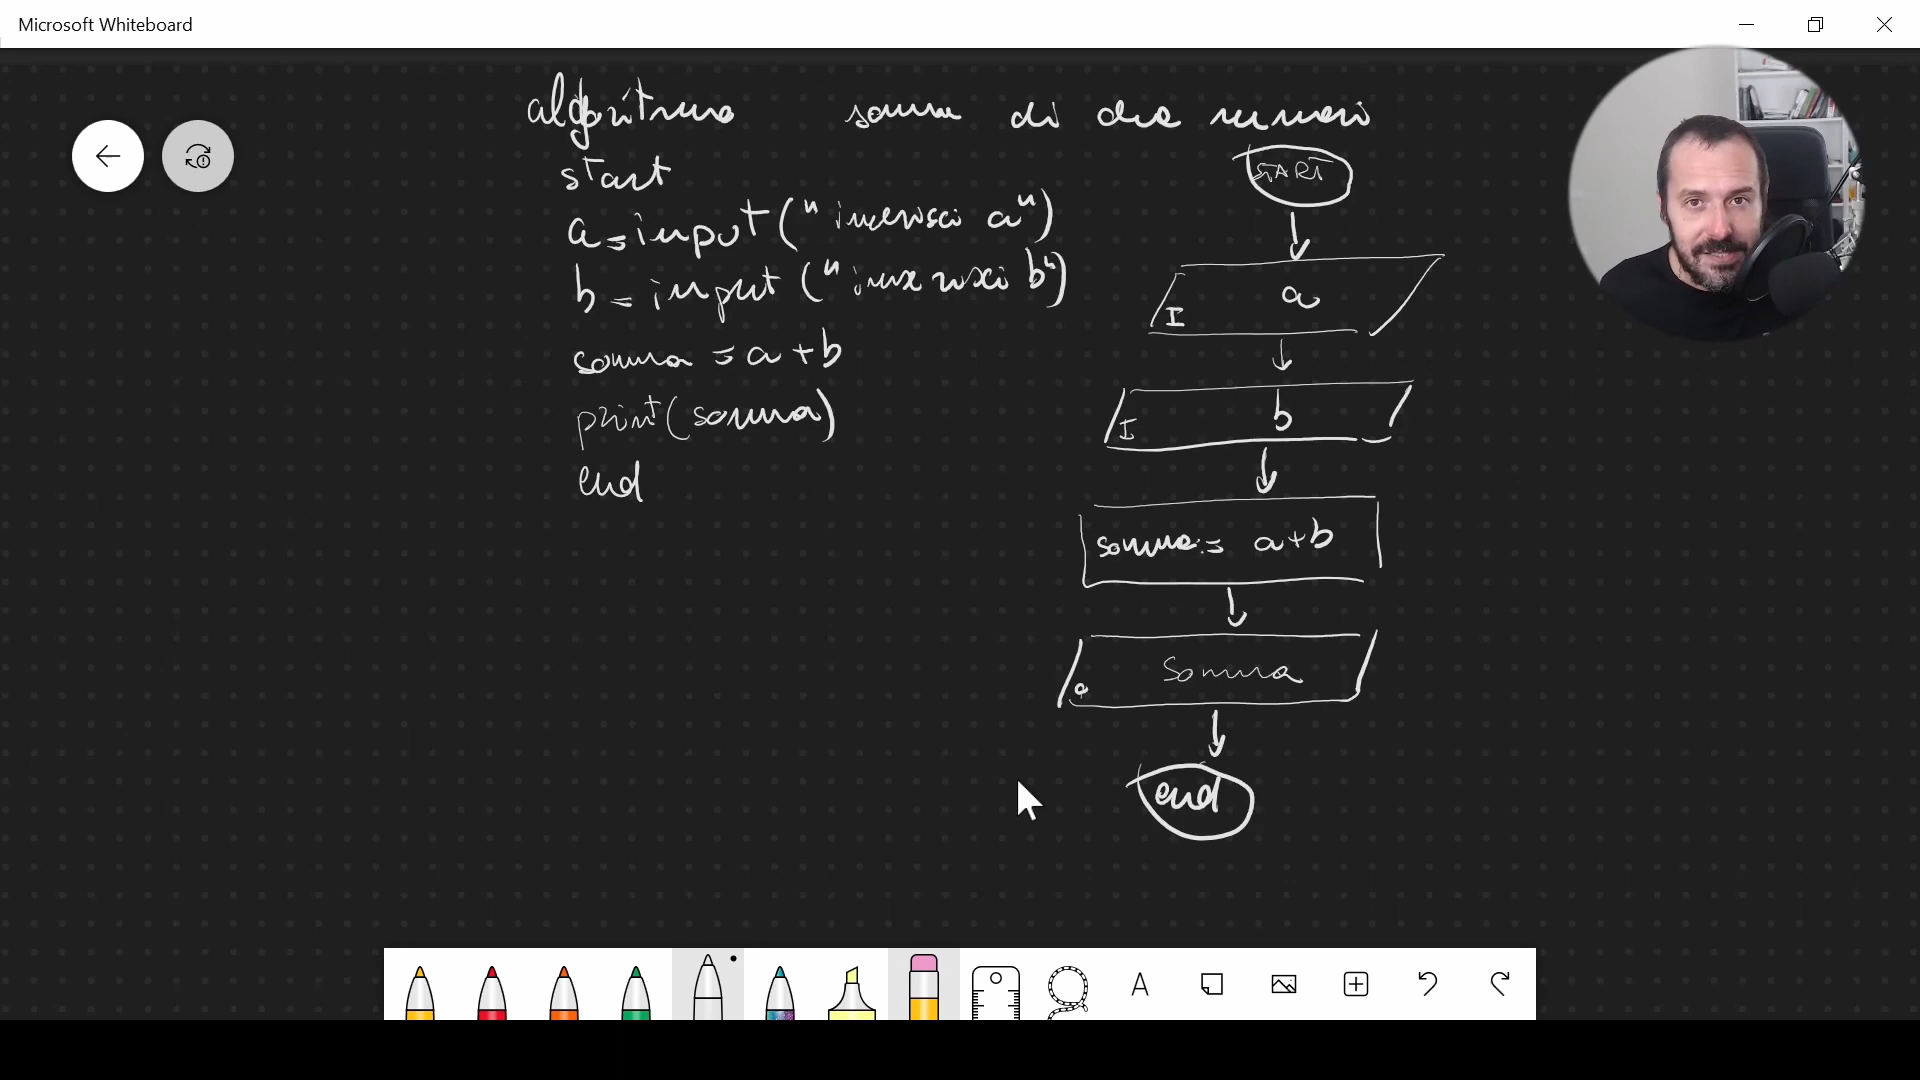 Microsoft Whiteboard
algoritmo somma di due numeri
start
a = input ("inserisci a")
b = input ("inserisci b")
somma = a + b
print (somma)
end
START
a
I
b
I
somma := a + b
Somma
o
end
A